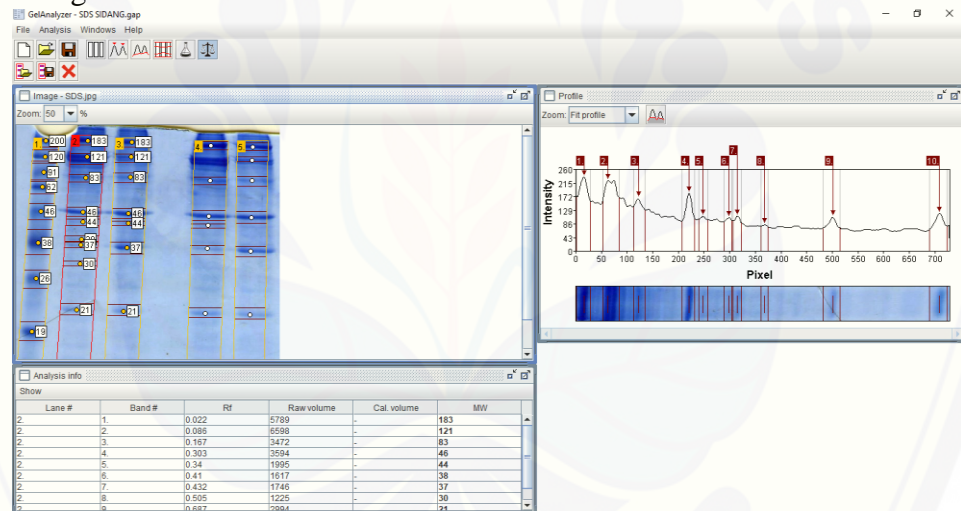 GelAnalyzer - SDS SIDANG.gap
File Analysis Windows Help
Image - SDS.jpg
Zoom: 50 %
1. 200 2. 183 3. 183 4. 5.
120 121 121
91 83 83
62
46 46 46
44 44
38 37 37
30
26
21 21
19
Profile
Zoom: Fit profile
1 2 3 4 5 6 7 8 9 10
Intensity
260
215
172
129
86
43
0
0 50 100 150 200 250 300 350 400 450 500 550 600 650 700
Pixel
Analysis info
Show
Lane # Band # Rf Raw volume Cal. volume MW
2. 1. 0.022 5789 - 183
2. 2. 0.086 6598 - 121
2. 3. 0.167 3472 - 83
2. 4. 0.303 3594 - 46
2. 5. 0.34 1995 - 44
2. 6. 0.41 1617 - 38
2. 7. 0.432 1746 - 37
2. 8. 0.505 1225 - 30
2. 9. 0.687 2994 - 21